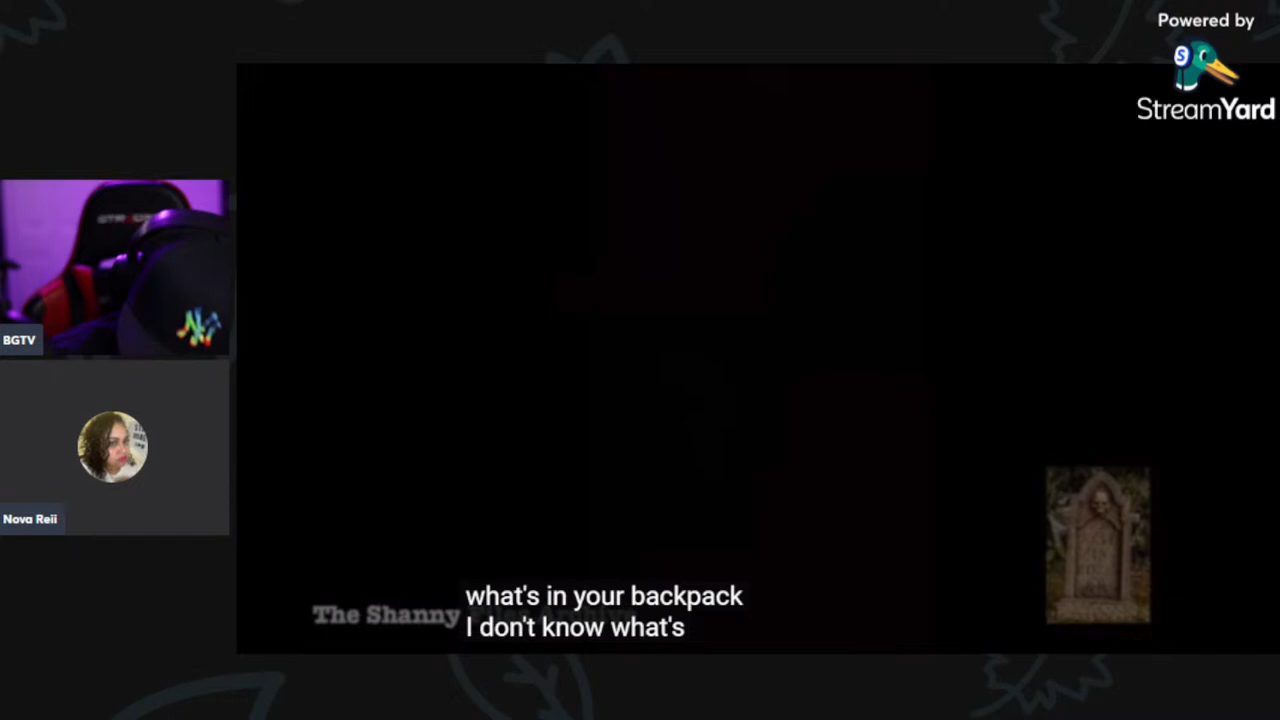 Powered by
StreamYard
BGTV
Nova Reii
what's in your backpack
The Shanny
I don't know what's